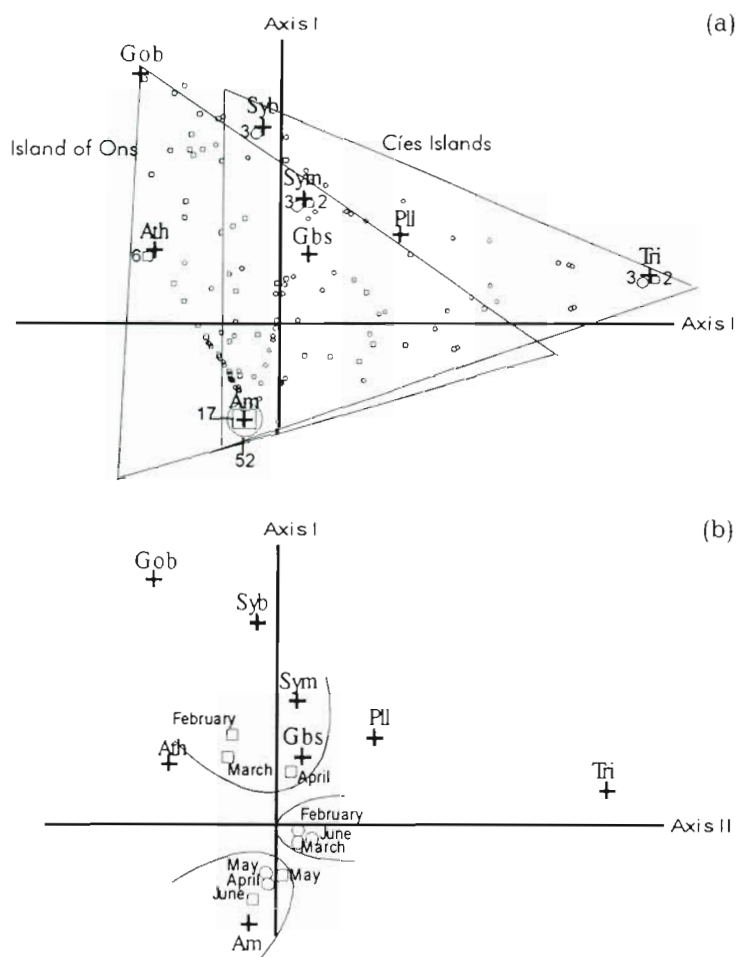 Axis I
(a)
Gob
Syb
3
Island of Ons
Cíes Islands
Sym
3 2
Pll
Ath
6
Gbs
Tri
3 2
Axis I
Am
17
52
Axis I
(b)
Gob
Syb
Sym
February
Pll
Ath
Gbs
March
April
Tri
February
Axis II
June
March
May
May
April
June
Am